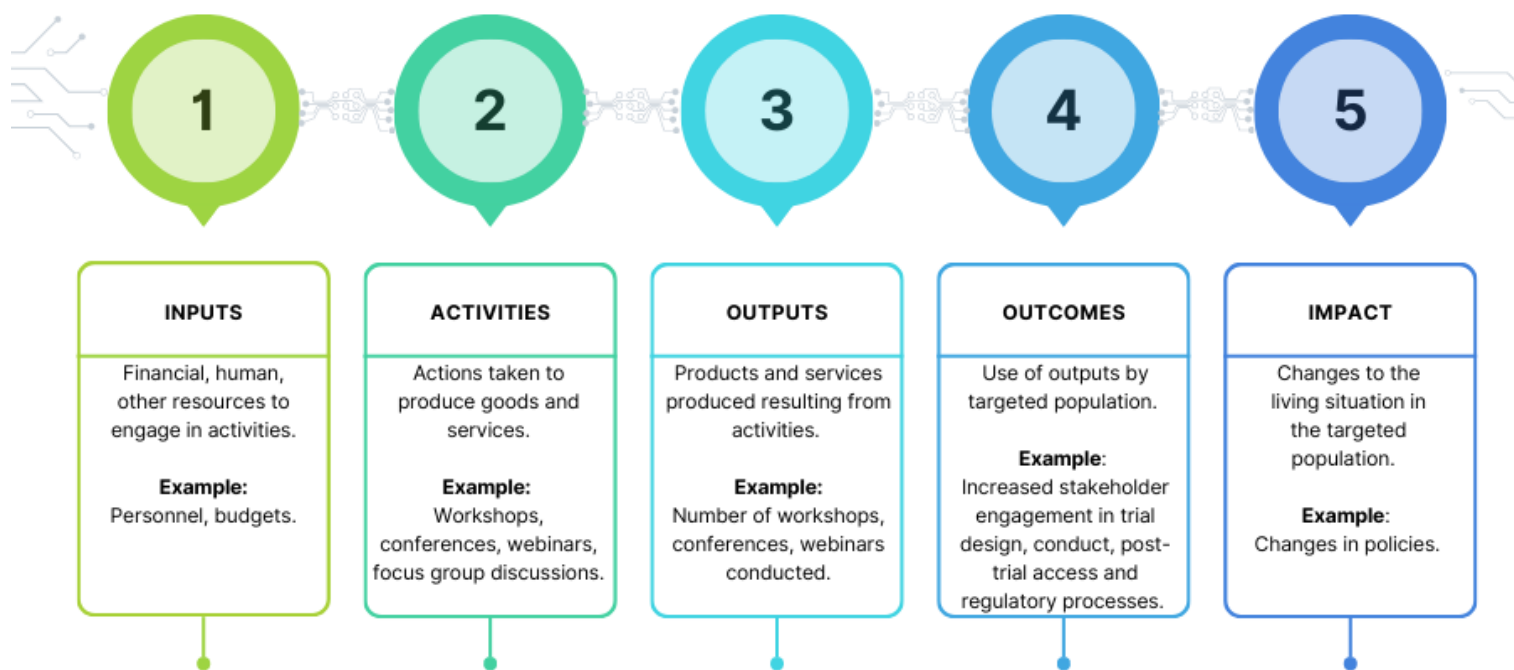 1
2
3
4
5
INPUTS
Financial, human,
other resources to
engage in activities.
Example:
Personnel, budgets.
ACTIVITIES
Actions taken to
produce goods and
services.
Example:
Workshops,
conferences, webinars,
focus group discussions.
OUTPUTS
Products and services
produced resulting from
activities.
Example:
Number of workshops,
conferences, webinars
conducted.
OUTCOMES
Use of outputs by
targeted population.
Example:
Increased stakeholder
engagement in trial
design, conduct, post-
trial access and
regulatory processes.
IMPACT
Changes to the
living situation in
the targeted
population.
Example:
Changes in policies.